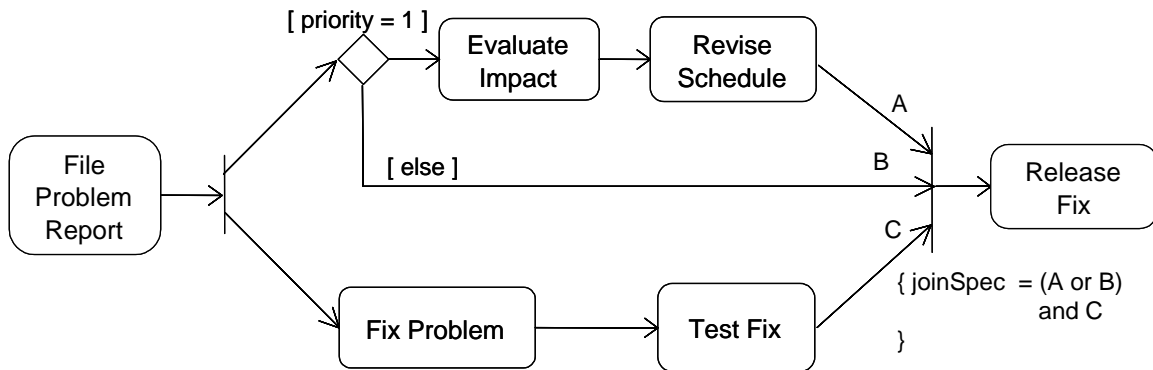 [ priority = 1 ]
Evaluate
Impact
Revise
Schedule
A
File
Problem
Report
[ else ]
B
Release
Fix
C
Fix Problem
Test Fix
{ joinSpec = (A or B)
and C
}